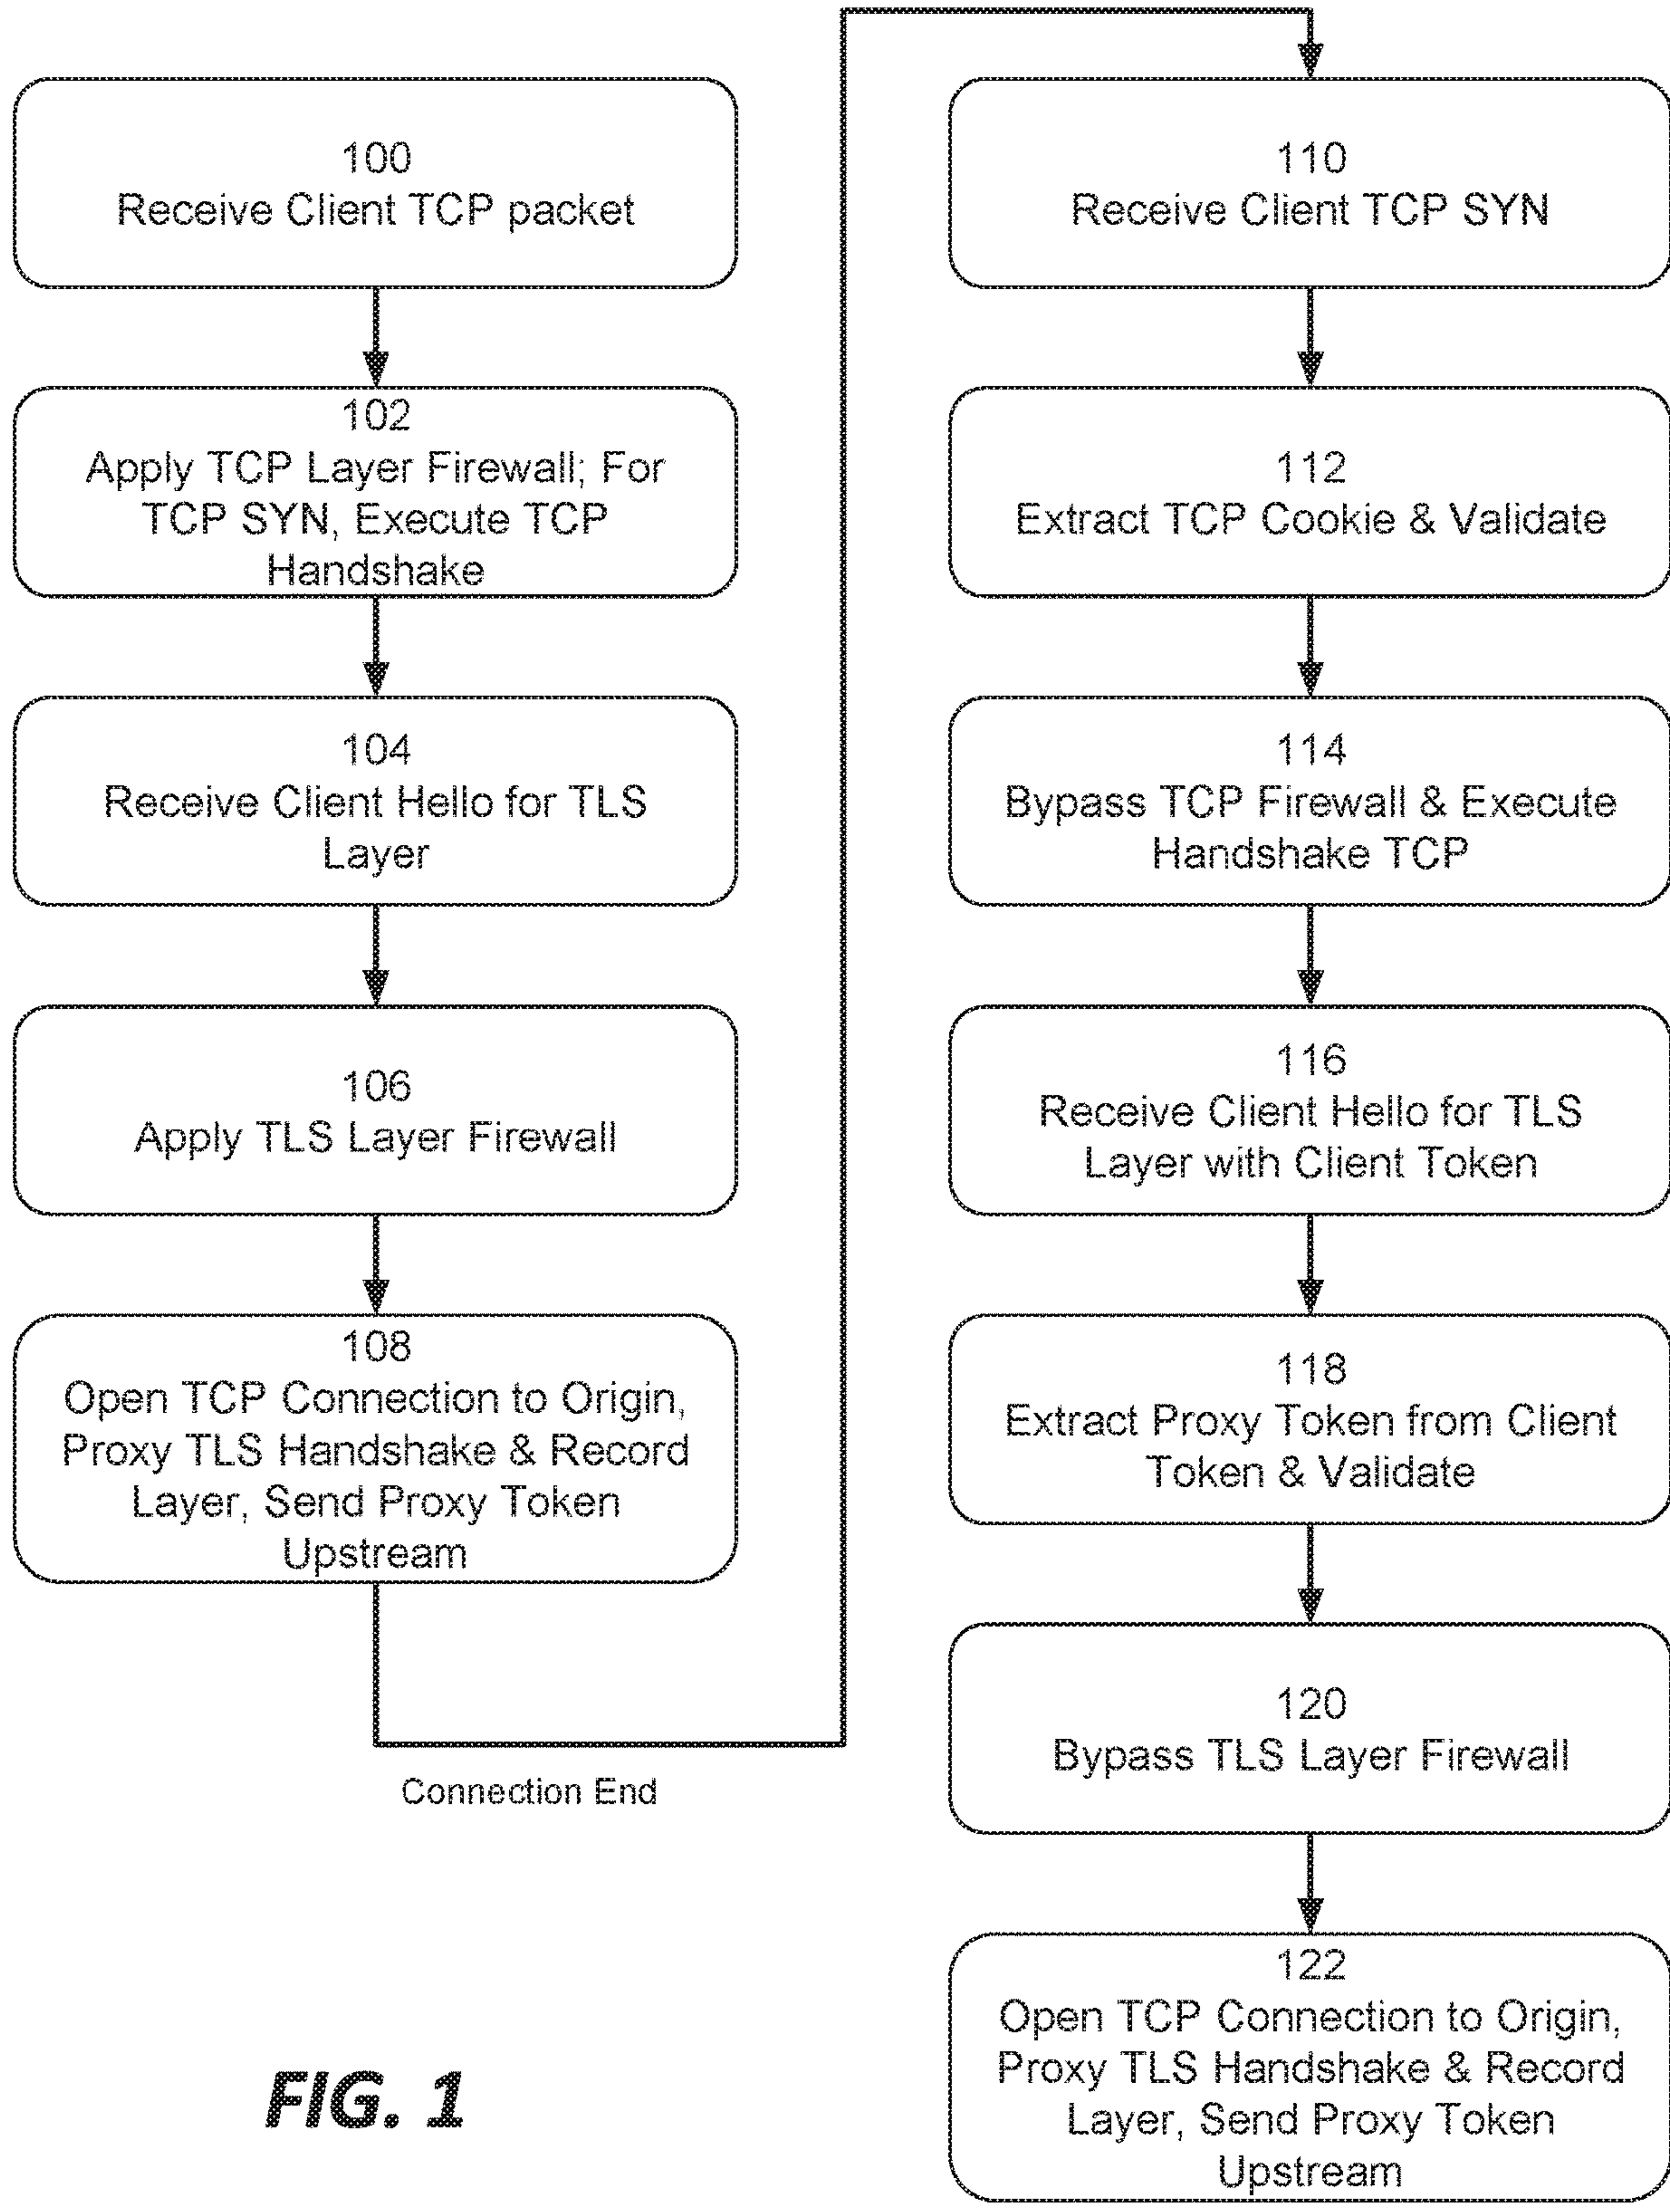 100
Receive Client TCP packet
102
Apply TCP Layer Firewall; For
TCP SYN, Execute TCP
Handshake
104
Receive Client Hello for TLS
Layer
106
Apply TLS Layer Firewall
108
Open TCP Connection to Origin,
Proxy TLS Handshake & Record
Layer, Send Proxy Token
Upstream
Connection End
110
Receive Client TCP SYN
112
Extract TCP Cookie & Validate
114
Bypass TCP Firewall & Execute
Handshake TCP
116
Receive Client Hello for TLS
Layer with Client Token
118
Extract Proxy Token from Client
Token & Validate
120
Bypass TLS Layer Firewall
122
Open TCP Connection to Origin,
Proxy TLS Handshake & Record
Layer, Send Proxy Token
Upstream
FIG. 1